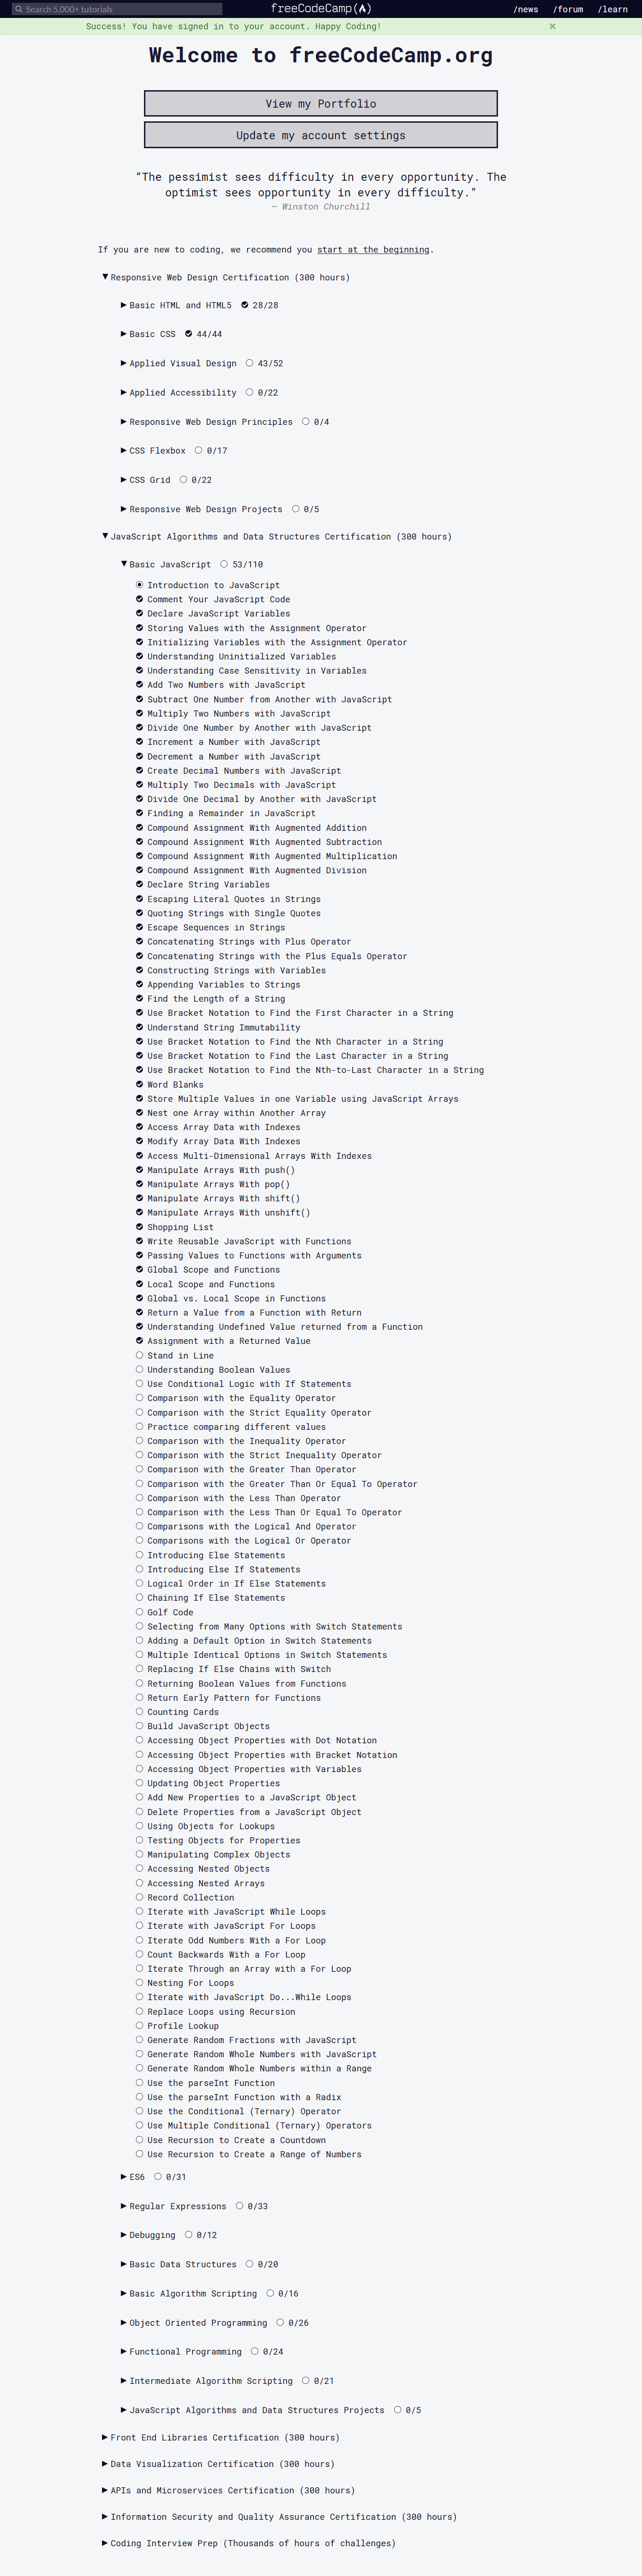 Search 5,000+ tutorials
freeCodeCamp(🔥)
/news /forum /learn
Success! You have signed in to your account. Happy Coding!
×
Welcome to freeCodeCamp.org
View my Portfolio
Update my account settings
“The pessimist sees difficulty in every opportunity. The
optimist sees opportunity in every difficulty.”
— Winston Churchill
If you are new to coding, we recommend you start at the beginning.
Responsive Web Design Certification (300 hours)
Basic HTML and HTML5 28/28
Basic CSS 44/44
Applied Visual Design 43/52
Applied Accessibility 0/22
Responsive Web Design Principles 0/4
CSS Flexbox 0/17
CSS Grid 0/22
Responsive Web Design Projects 0/5
JavaScript Algorithms and Data Structures Certification (300 hours)
Basic JavaScript 53/110
Introduction to JavaScript
Comment Your JavaScript Code
Declare JavaScript Variables
Storing Values with the Assignment Operator
Initializing Variables with the Assignment Operator
Understanding Uninitialized Variables
Understanding Case Sensitivity in Variables
Add Two Numbers with JavaScript
Subtract One Number from Another with JavaScript
Multiply Two Numbers with JavaScript
Divide One Number by Another with JavaScript
Increment a Number with JavaScript
Decrement a Number with JavaScript
Create Decimal Numbers with JavaScript
Multiply Two Decimals with JavaScript
Divide One Decimal by Another with JavaScript
Finding a Remainder in JavaScript
Compound Assignment With Augmented Addition
Compound Assignment With Augmented Subtraction
Compound Assignment With Augmented Multiplication
Compound Assignment With Augmented Division
Declare String Variables
Escaping Literal Quotes in Strings
Quoting Strings with Single Quotes
Escape Sequences in Strings
Concatenating Strings with Plus Operator
Concatenating Strings with the Plus Equals Operator
Constructing Strings with Variables
Appending Variables to Strings
Find the Length of a String
Use Bracket Notation to Find the First Character in a String
Understand String Immutability
Use Bracket Notation to Find the Nth Character in a String
Use Bracket Notation to Find the Last Character in a String
Use Bracket Notation to Find the Nth-to-Last Character in a String
Word Blanks
Store Multiple Values in one Variable using JavaScript Arrays
Nest one Array within Another Array
Access Array Data with Indexes
Modify Array Data With Indexes
Access Multi-Dimensional Arrays With Indexes
Manipulate Arrays With push()
Manipulate Arrays With pop()
Manipulate Arrays With shift()
Manipulate Arrays With unshift()
Shopping List
Write Reusable JavaScript with Functions
Passing Values to Functions with Arguments
Global Scope and Functions
Local Scope and Functions
Global vs. Local Scope in Functions
Return a Value from a Function with Return
Understanding Undefined Value returned from a Function
Assignment with a Returned Value
Stand in Line
Understanding Boolean Values
Use Conditional Logic with If Statements
Comparison with the Equality Operator
Comparison with the Strict Equality Operator
Practice comparing different values
Comparison with the Inequality Operator
Comparison with the Strict Inequality Operator
Comparison with the Greater Than Operator
Comparison with the Greater Than Or Equal To Operator
Comparison with the Less Than Operator
Comparison with the Less Than Or Equal To Operator
Comparisons with the Logical And Operator
Comparisons with the Logical Or Operator
Introducing Else Statements
Introducing Else If Statements
Logical Order in If Else Statements
Chaining If Else Statements
Golf Code
Selecting from Many Options with Switch Statements
Adding a Default Option in Switch Statements
Multiple Identical Options in Switch Statements
Replacing If Else Chains with Switch
Returning Boolean Values from Functions
Return Early Pattern for Functions
Counting Cards
Build JavaScript Objects
Accessing Object Properties with Dot Notation
Accessing Object Properties with Bracket Notation
Accessing Object Properties with Variables
Updating Object Properties
Add New Properties to a JavaScript Object
Delete Properties from a JavaScript Object
Using Objects for Lookups
Testing Objects for Properties
Manipulating Complex Objects
Accessing Nested Objects
Accessing Nested Arrays
Record Collection
Iterate with JavaScript While Loops
Iterate with JavaScript For Loops
Iterate Odd Numbers With a For Loop
Count Backwards With a For Loop
Iterate Through an Array with a For Loop
Nesting For Loops
Iterate with JavaScript Do...While Loops
Replace Loops using Recursion
Profile Lookup
Generate Random Fractions with JavaScript
Generate Random Whole Numbers with JavaScript
Generate Random Whole Numbers within a Range
Use the parseInt Function
Use the parseInt Function with a Radix
Use the Conditional (Ternary) Operator
Use Multiple Conditional (Ternary) Operators
Use Recursion to Create a Countdown
Use Recursion to Create a Range of Numbers
ES6 0/31
Regular Expressions 0/33
Debugging 0/12
Basic Data Structures 0/20
Basic Algorithm Scripting 0/16
Object Oriented Programming 0/26
Functional Programming 0/24
Intermediate Algorithm Scripting 0/21
JavaScript Algorithms and Data Structures Projects 0/5
Front End Libraries Certification (300 hours)
Data Visualization Certification (300 hours)
APIs and Microservices Certification (300 hours)
Information Security and Quality Assurance Certification (300 hours)
Coding Interview Prep (Thousands of hours of challenges)